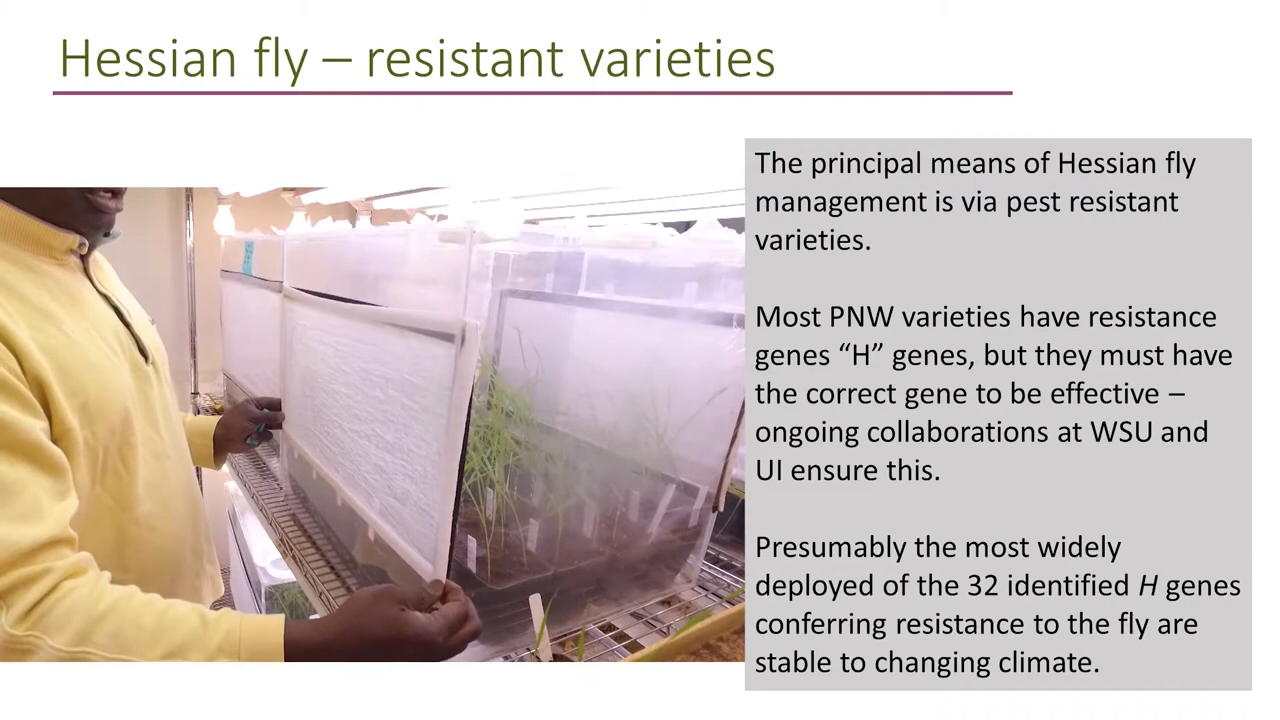 Hessian fly – resistant varieties
The principal means of Hessian fly
management is via pest resistant
varieties.
Most PNW varieties have resistance
genes “H” genes, but they must have
the correct gene to be effective –
ongoing collaborations at WSU and
UI ensure this.
Presumably the most widely
deployed of the 32 identified H genes
conferring resistance to the fly are
stable to changing climate.